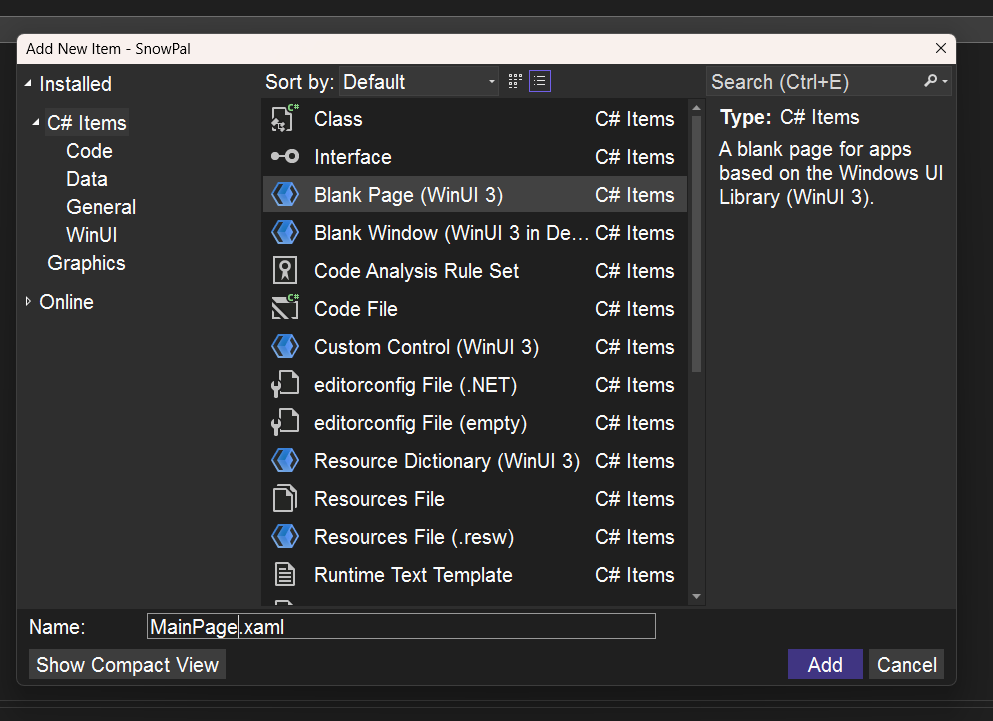 Add New Item - SnowPal
Installed
C# Items
Code
Data
General
WinUI
Graphics
Online
Sort by: Default
Search (Ctrl+E)
C# Class C# Items
Interface C# Items
Blank Page (WinUI 3) C# Items
Blank Window (WinUI 3 in De... C# Items
Code Analysis Rule Set C# Items
C# Code File C# Items
Custom Control (WinUI 3) C# Items
editorconfig File (.NET) C# Items
editorconfig File (empty) C# Items
Resource Dictionary (WinUI 3) C# Items
Resources File C# Items
Resources File (.resw) C# Items
Runtime Text Template C# Items
Type: C# Items
A blank page for apps
based on the Windows UI
Library (WinUI 3).
Name: MainPage.xaml
Show Compact View
Add Cancel